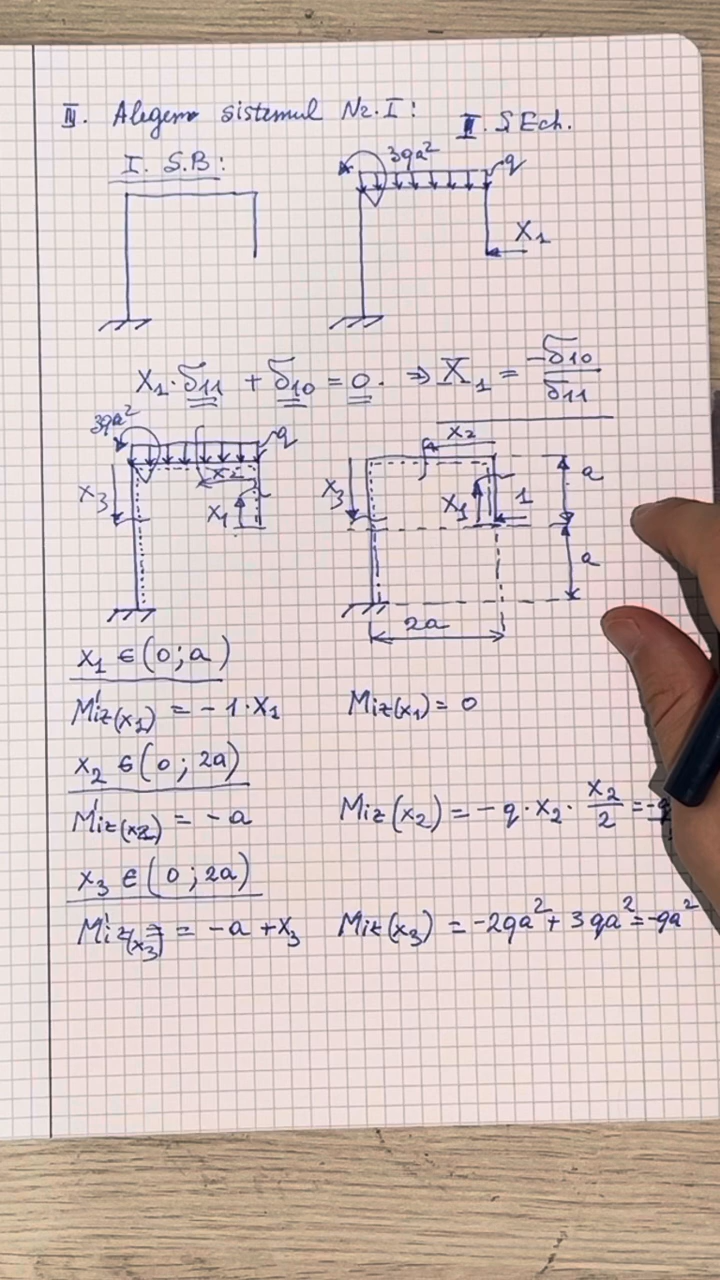 II. Alegem sistemul Nr. I:
I. S.B:
II. SEch.
3qa²
q
X₁
X₁·δ₁₁ + δ₁₀ = 0. ⇒ X₁ = -δ₁₀/δ₁₁
3qa²
q
x₂
x₃
x₁
x₂
x₃
x₁
1
a
a
2a
x₁ ∈ (0; a)
M'iz(x₁) = - 1·x₁
Miz(x₁) = 0
x₂ ∈ (0; 2a)
M'iz(x₂) = - a
Miz(x₂) = - q · x₂ · x₂/2 = -q
x₃ ∈ (0; 2a)
M'iz(x₃) = -a + x₃
Miz(x₃) = -2qa² + 3qa² = -qa²